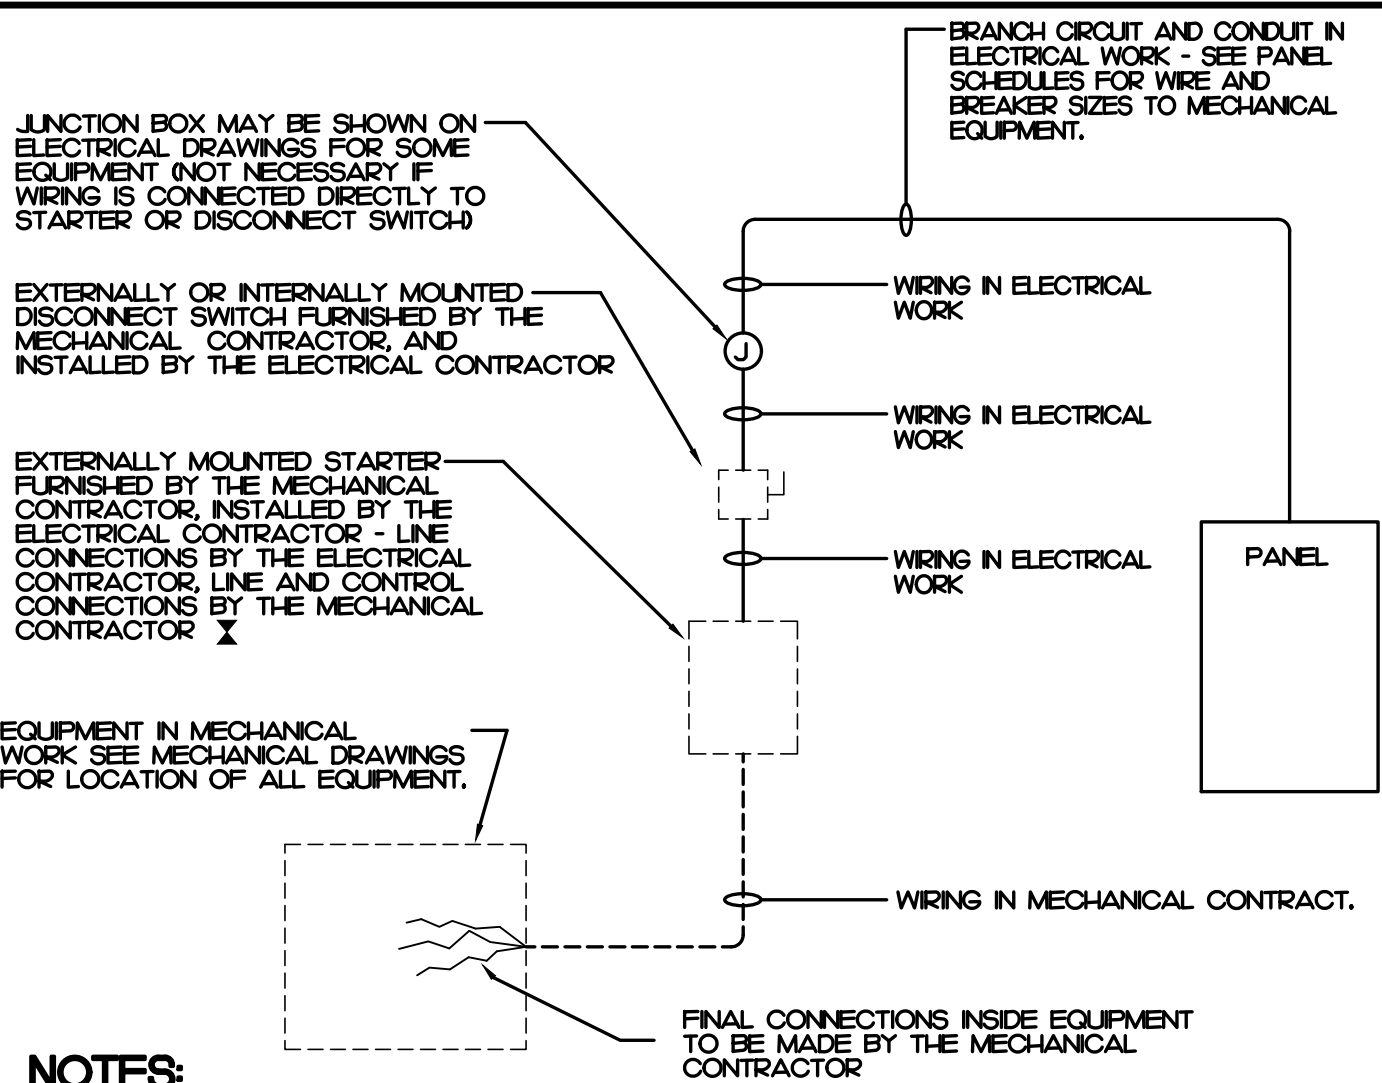 BRANCH CIRCUIT AND CONDUIT IN
ELECTRICAL WORK - SEE PANEL
SCHEDULES FOR WIRE AND
BREAKER SIZES TO MECHANICAL
EQUIPMENT.
JUNCTION BOX MAY BE SHOWN ON
ELECTRICAL DRAWINGS FOR SOME
EQUIPMENT (NOT NECESSARY IF
WIRING IS CONNECTED DIRECTLY TO
STARTER OR DISCONNECT SWITCH)
EXTERNALLY OR INTERNALLY MOUNTED
DISCONNECT SWITCH FURNISHED BY THE
MECHANICAL CONTRACTOR, AND
INSTALLED BY THE ELECTRICAL CONTRACTOR
WIRING IN ELECTRICAL
WORK
J
WIRING IN ELECTRICAL
WORK
EXTERNALLY MOUNTED STARTER
FURNISHED BY THE MECHANICAL
CONTRACTOR, INSTALLED BY THE
ELECTRICAL CONTRACTOR - LINE
CONNECTIONS BY THE ELECTRICAL
CONTRACTOR, LINE AND CONTROL
CONNECTIONS BY THE MECHANICAL
CONTRACTOR
WIRING IN ELECTRICAL
WORK
PANEL
EQUIPMENT IN MECHANICAL
WORK SEE MECHANICAL DRAWINGS
FOR LOCATION OF ALL EQUIPMENT.
WIRING IN MECHANICAL CONTRACT.
FINAL CONNECTIONS INSIDE EQUIPMENT
TO BE MADE BY THE MECHANICAL
CONTRACTOR
NOTES: